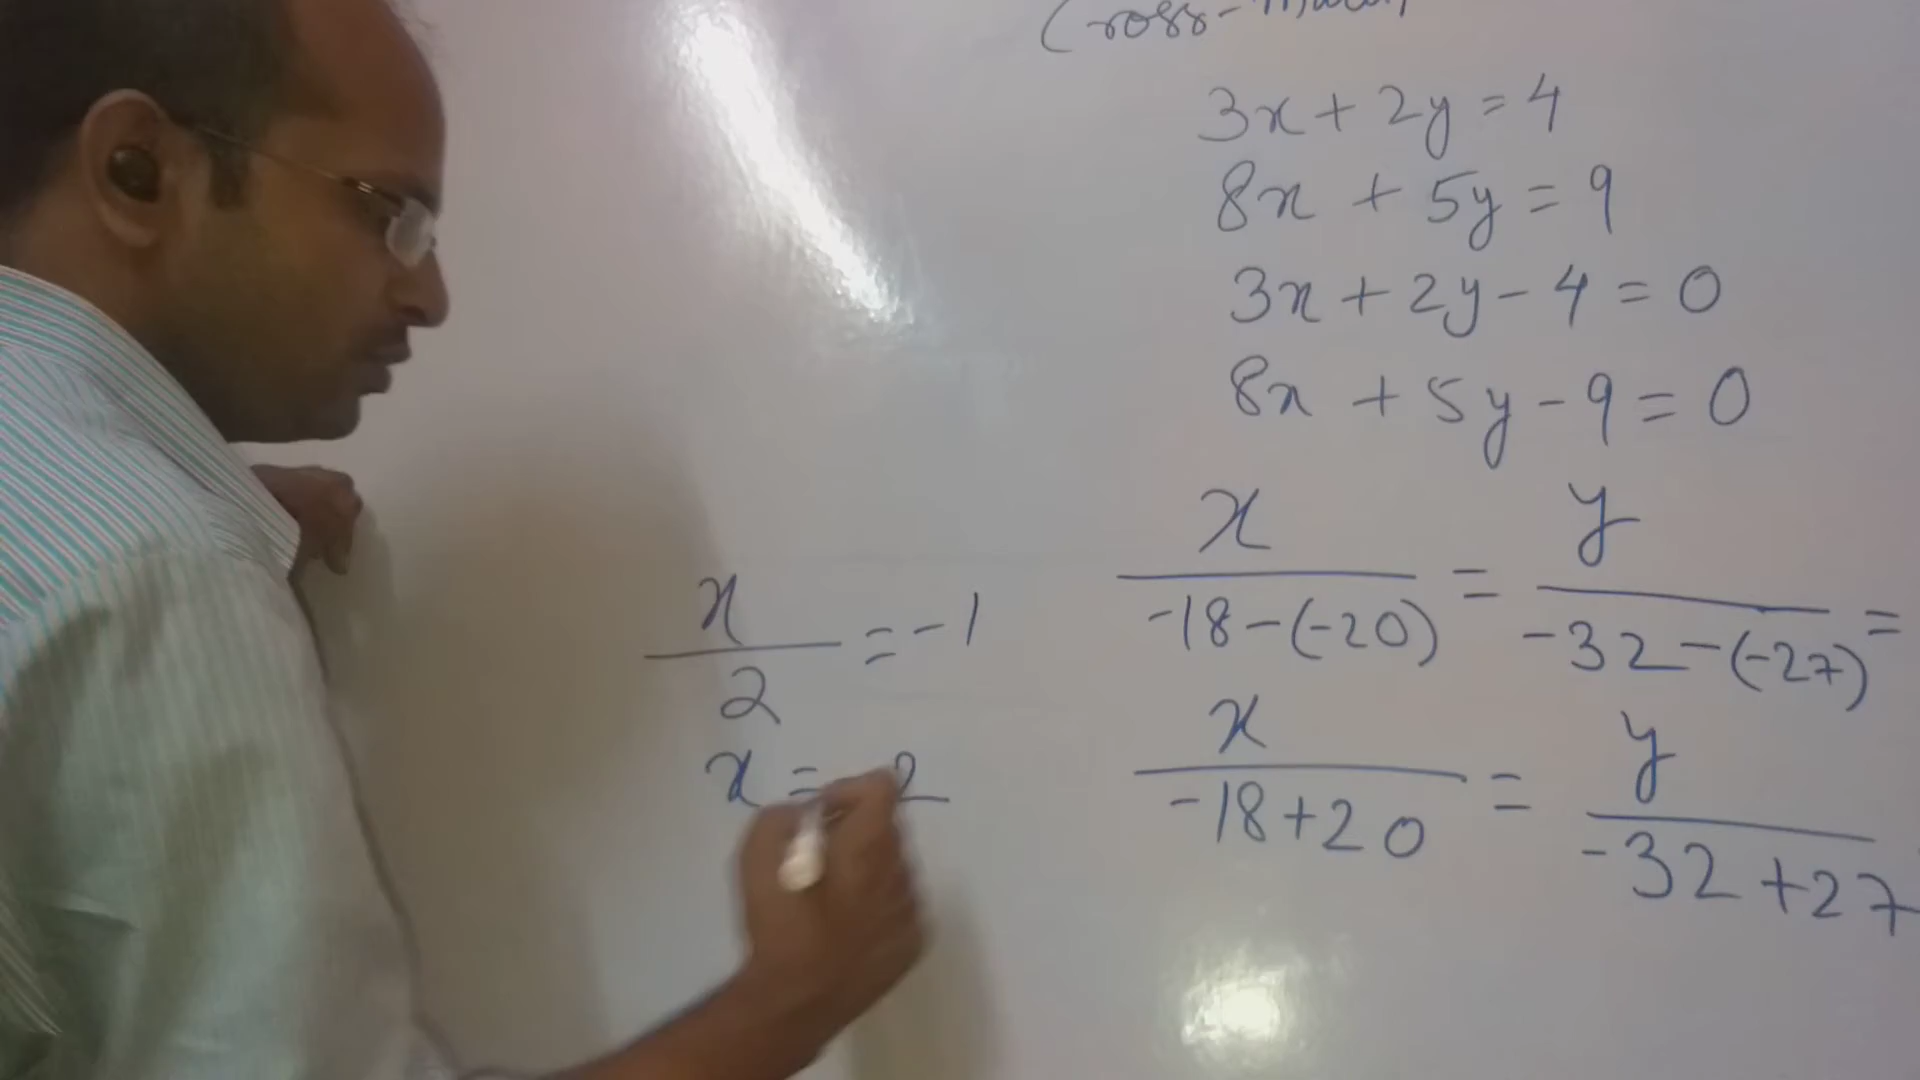 3x + 2y = 4
8x + 5y = 9
3x + 2y - 4 = 0
8x + 5y - 9 = 0
x / -18-(-20) = y / -32-(-27) =
x / -18+20 = y / -32+27
x / 2 = -1
x = -2